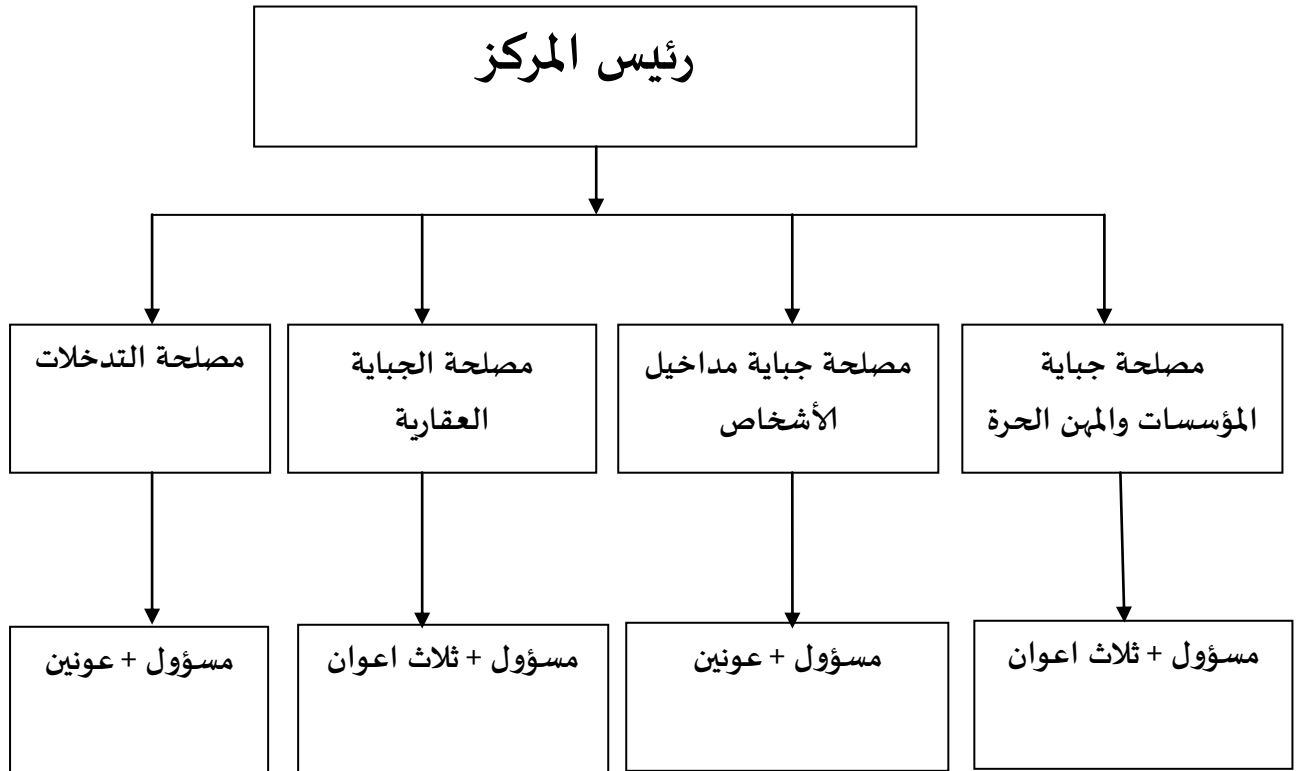 رئيس المركز
مصلحة جباية
المؤسسات والمهن الحرة
مصلحة جباية مداخيل
الأشخاص
مصلحة الجباية
العقارية
مصلحة التدخلات
مسؤول + ثلاث اعوان
مسؤول + عونين
مسؤول + ثلاث اعوان
مسؤول + عونين